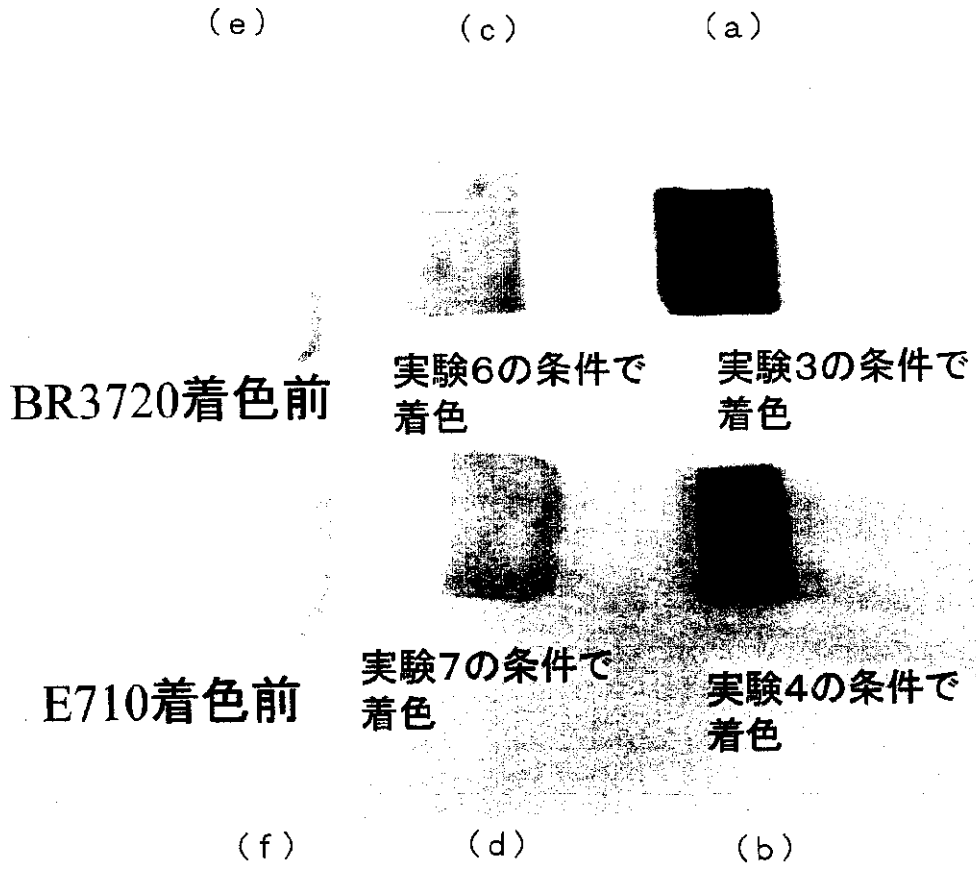 (e) (c) (a)
BR3720着色前
実験6の条件で
着色
実験3の条件で
着色
E710着色前
実験7の条件で
着色
実験4の条件で
着色
(f) (d) (b)